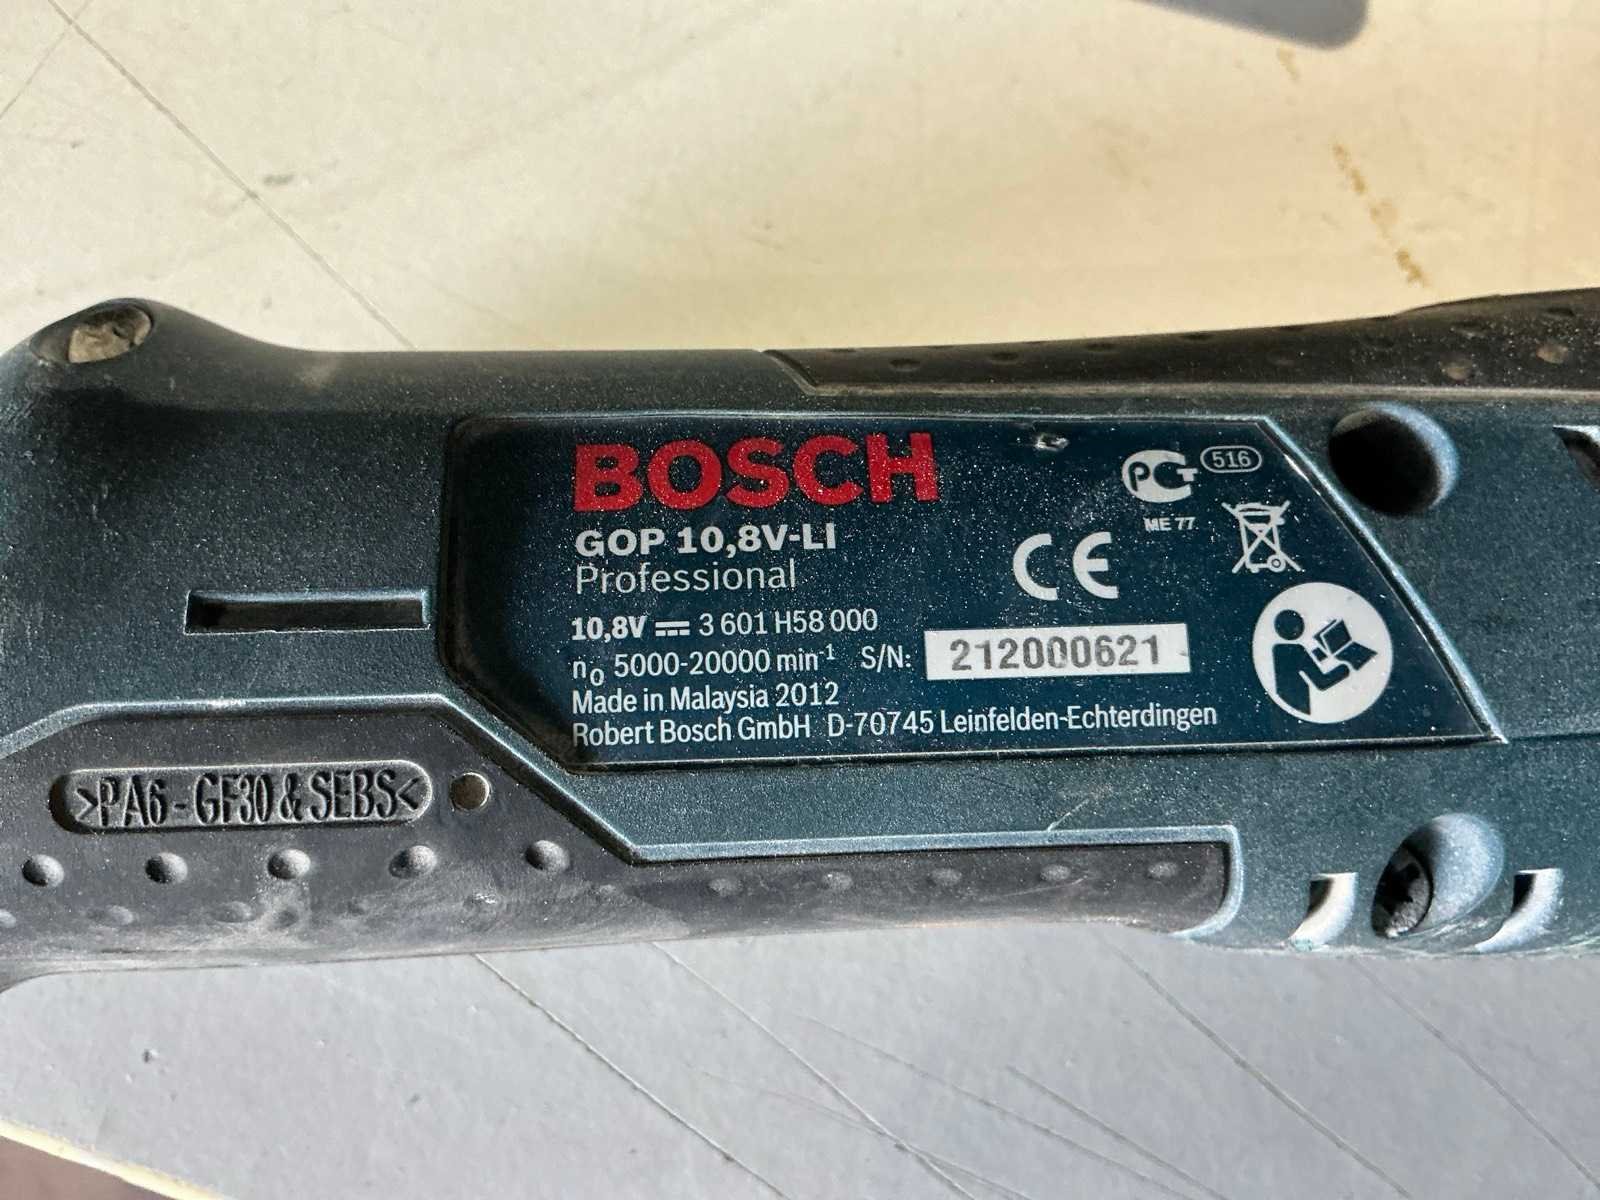 BOSCH
GOP 10,8V-LI
Professional
10,8V ⎓ 3 601 H58 000
n₀ 5000-20000 min⁻¹ S/N: 212000621
Made in Malaysia 2012
Robert Bosch GmbH D-70745 Leinfelden-Echterdingen
PCT 516
ME 77
CE
>PA6-GF30 & SEBS<